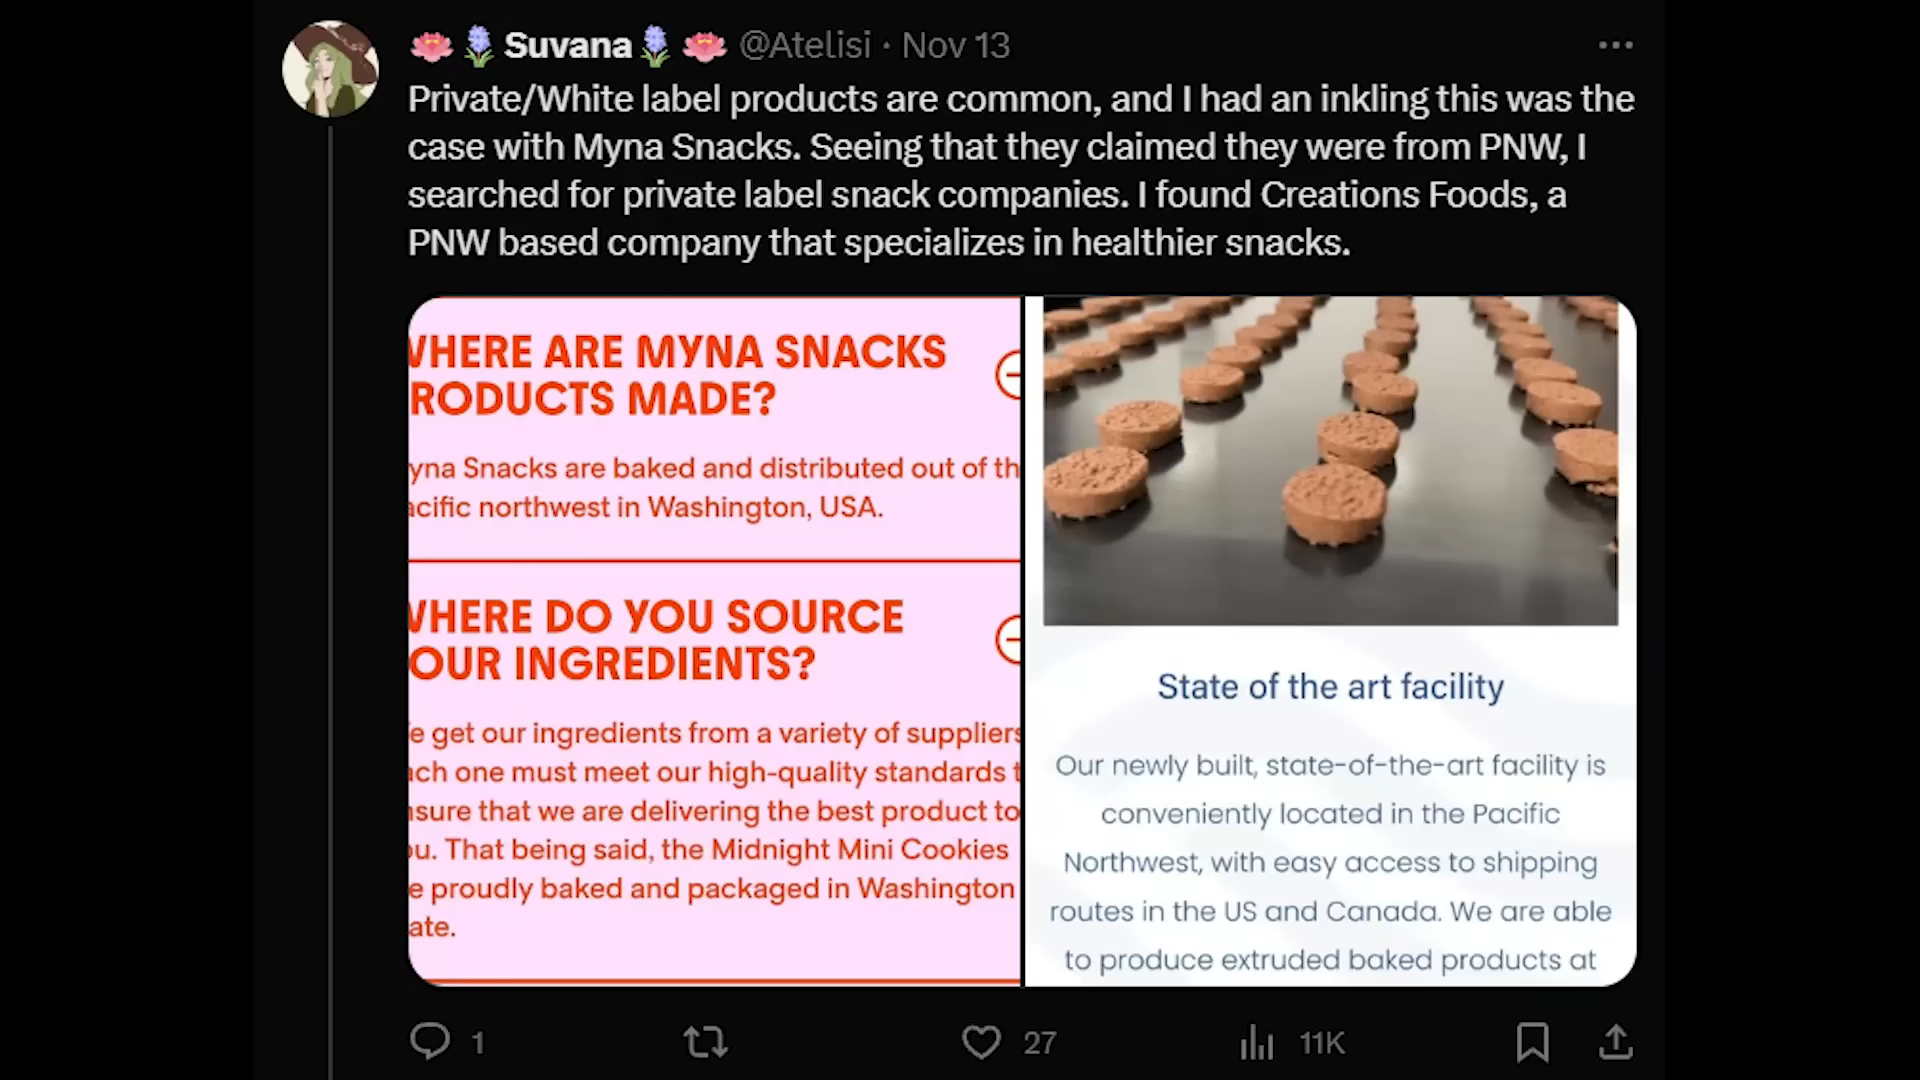 🪷🪻Suvana🪻🪷 @Atelisi · Nov 13
Private/White label products are common, and I had an inkling this was the
case with Myna Snacks. Seeing that they claimed they were from PNW, I
searched for private label snack companies. I found Creations Foods, a
PNW based company that specializes in healthier snacks.
WHERE ARE MYNA SNACKS
RODUCTS MADE?
yna Snacks are baked and distributed out of th
acific northwest in Washington, USA.
WHERE DO YOU SOURCE
OUR INGREDIENTS?
e get our ingredients from a variety of suppliers
ach one must meet our high-quality standards t
nsure that we are delivering the best product to
ou. That being said, the Midnight Mini Cookies
e proudly baked and packaged in Washington
ate.
State of the art facility
Our newly built, state-of-the-art facility is
conveniently located in the Pacific
Northwest, with easy access to shipping
routes in the US and Canada. We are able
to produce extruded baked products at
1
27
11K